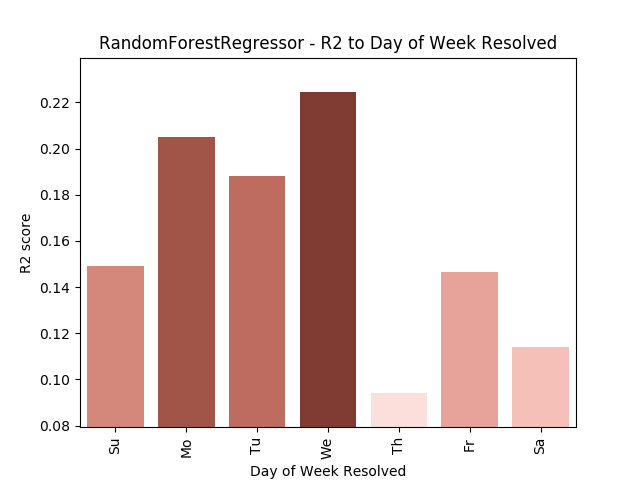 RandomForestRegressor - R2 to Day of Week Resolved
R2 score
0.22
0.20
0.18
0.16
0.14
0.12
0.10
0.08
Su
Mo
Tu
We
Th
Fr
Sa
Day of Week Resolved